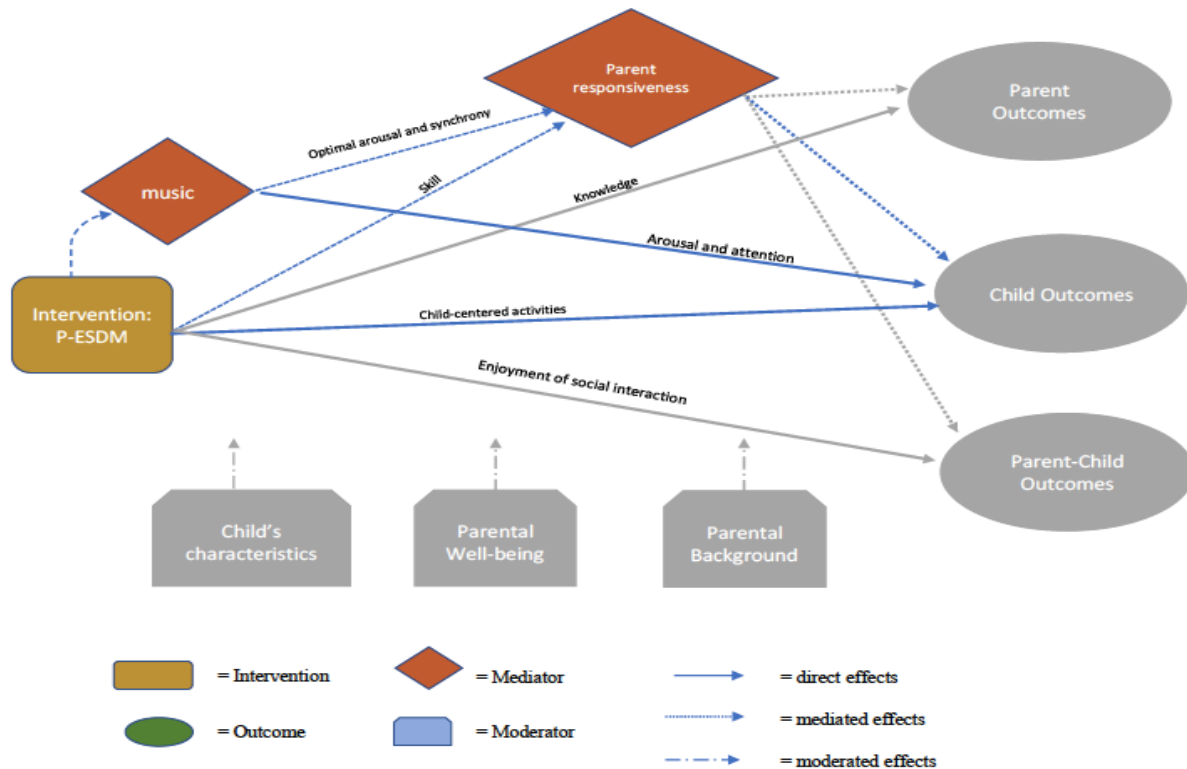 Parent
responsiveness
Parent
Outcomes
Optimal arousal and synchrony
music
Skill
Knowledge
Arousal and attention
Intervention:
P-ESDM
Child Outcomes
Child-centered activities
Enjoyment of social interaction
Parent-Child
Outcomes
Child's
characteristics
Parental
Well-being
Parental
Background
= Intervention
= Mediator
= direct effects
= Outcome
= Moderator
= mediated effects
= moderated effects